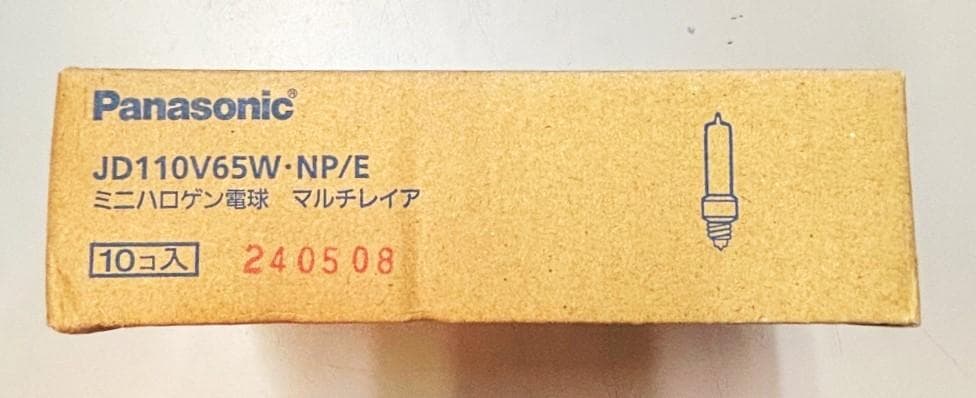 Panasonic®
JD110V65W・NP/E
ミニハロゲン電球 マルチレイア
10コ入 240508